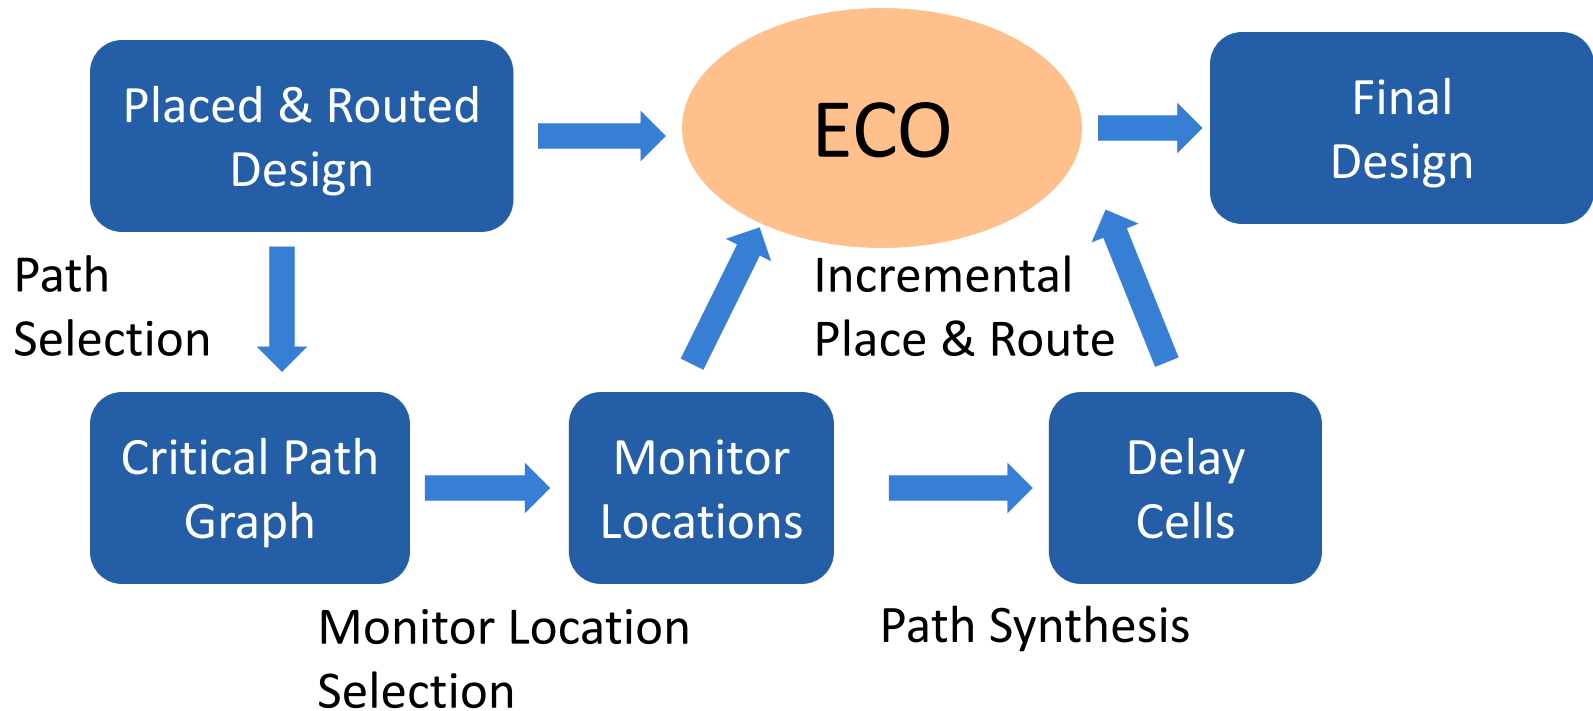 Placed & Routed
Design
ECO
Final
Design
Path
Selection
Incremental
Place & Route
Critical Path
Graph
Monitor
Locations
Delay
Cells
Monitor Location
Selection
Path Synthesis